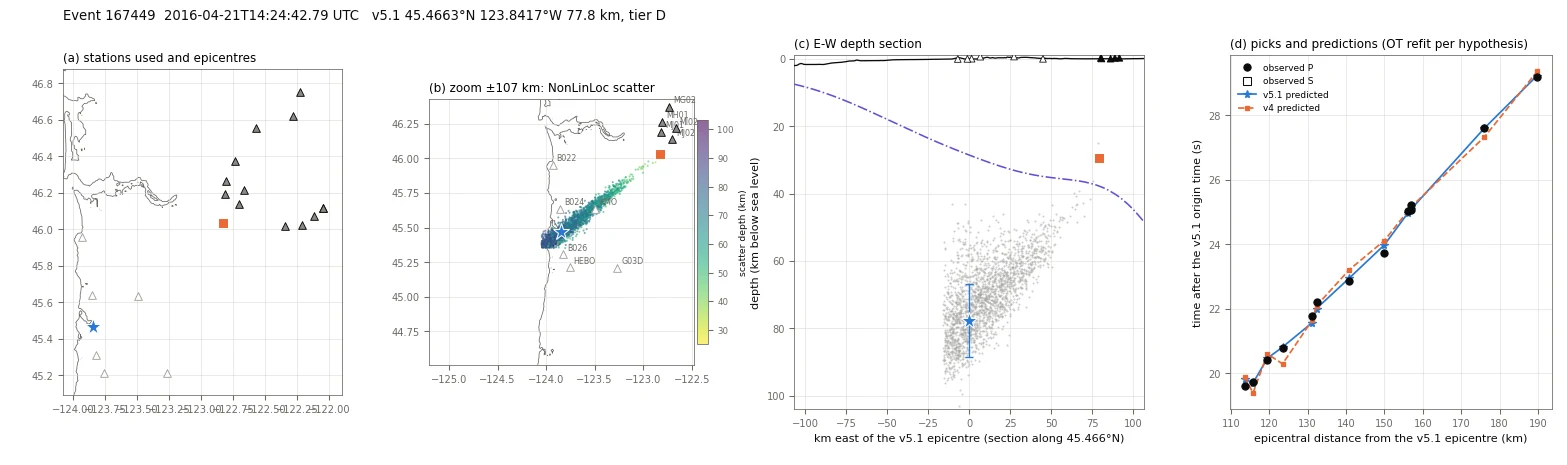 Event 167449  2016-04-21T14:24:42.79 UTC   v5.1 45.4663°N 123.8417°W 77.8 km, tier D
(a) stations used and epicentres
46.8
46.6
46.4
46.2
46.0
45.8
45.6
45.4
45.2
−124.00 −123.75 −123.50 −123.25 −123.00 −122.75 −122.50 −122.25 −122.00
(b) zoom ±107 km: NonLinLoc scatter
46.25
46.00
45.75
45.50
45.25
45.00
44.75
−125.0 −124.5 −124.0 −123.5 −123.0 −122.5
MG02
MH01
MJ02
B022
B024
B026
HEBO
G03D
100
90
80
70
60
50
40
30
scatter depth (km)
(c) E-W depth section
0
20
40
60
80
100
depth (km below sea level)
−100 −75 −50 −25 0 25 50 75 100
km east of the v5.1 epicentre (section along 45.466°N)
(d) picks and predictions (OT refit per hypothesis)
observed P
observed S
v5.1 predicted
v4 predicted
28
26
24
22
20
time after the v5.1 origin time (s)
110 120 130 140 150 160 170 180 190
epicentral distance from the v5.1 epicentre (km)